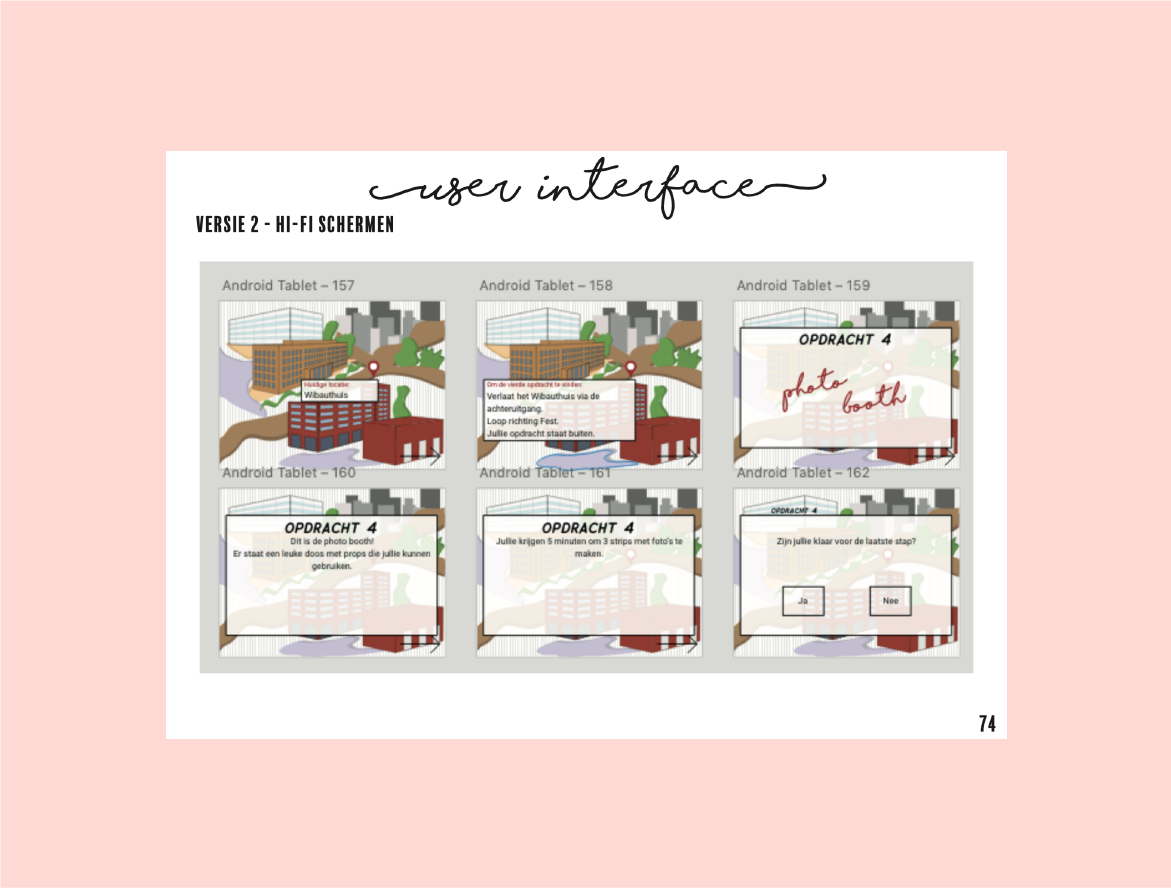 user interface
VERSIE 2 - HI-FI SCHERMEN
Android Tablet – 157
Huidige locatie:
Wibauthuis
Android Tablet – 158
Om de vierde opdracht te vinden:
Verlaat het Wibauthuis via de
achteruitgang.
Loop richting Fest.
Jullie opdracht staat buiten.
Android Tablet – 159
OPDRACHT 4
photo
booth
Android Tablet – 160
OPDRACHT 4
Dit is de photo booth!
Er staat een leuke doos met props die jullie kunnen
gebruiken.
Android Tablet – 161
OPDRACHT 4
Jullie krijgen 5 minuten om 3 strips met foto's te
maken.
Android Tablet – 162
OPDRACHT 4
Zijn jullie klaar voor de laatste stap?
Ja
Nee
74